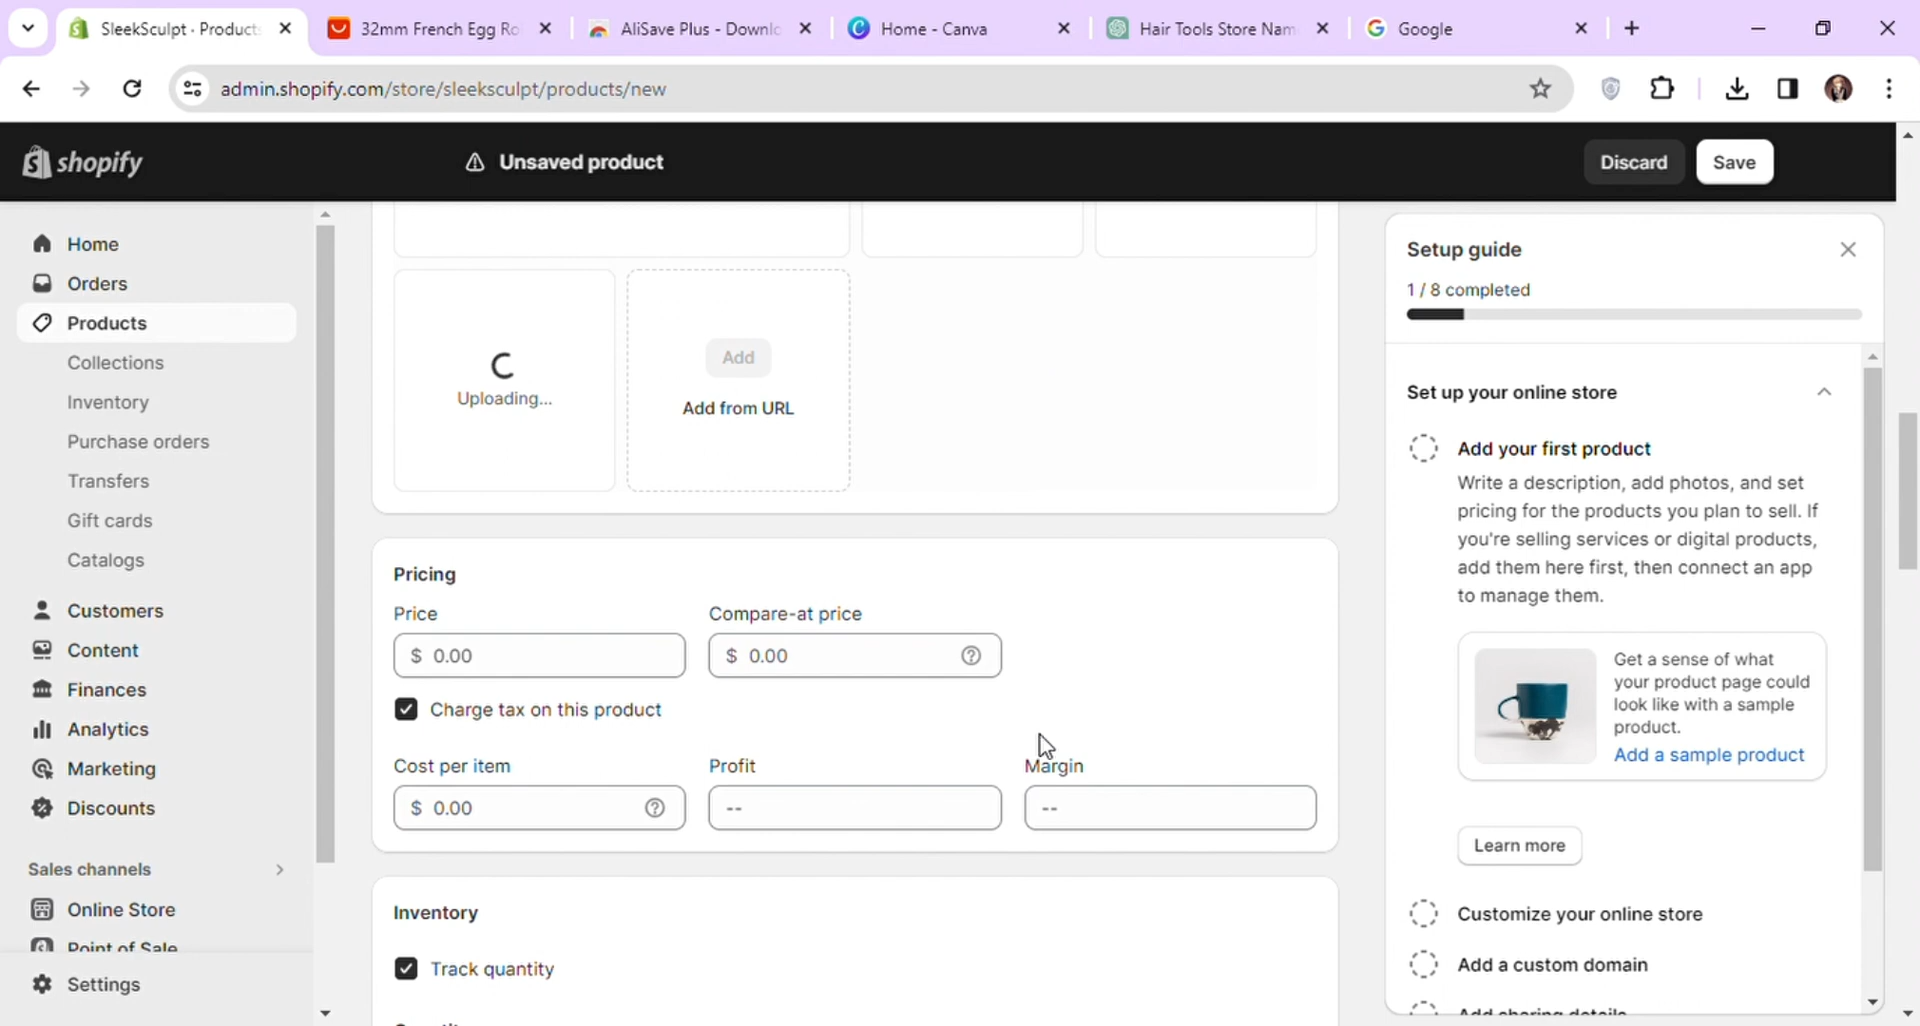 SleekSculpt · Product
32mm French Egg Ro
AliSave Plus - Downlo
Home - Canva
Hair Tools Store Nam
Google
admin.shopify.com/store/sleeksculpt/products/new
shopify
Unsaved product
Discard
Save
Home
Orders
Products
Collections
Inventory
Purchase orders
Transfers
Gift cards
Catalogs
Customers
Content
Finances
Analytics
Marketing
Discounts
Sales channels
Online Store
Point of Sale
Settings
Uploading...
Add
Add from URL
Pricing
Price
Compare-at price
$ 0.00
$ 0.00
Charge tax on this product
Cost per item
Profit
Margin
$ 0.00
--
--
Inventory
Track quantity
Setup guide
1 / 8 completed
Set up your online store
Add your first product
Write a description, add photos, and set
pricing for the products you plan to sell. If
you're selling services or digital products,
add them here first, then connect an app
to manage them.
Get a sense of what
your product page could
look like with a sample
product.
Add a sample product
Learn more
Customize your online store
Add a custom domain
Add sharing details